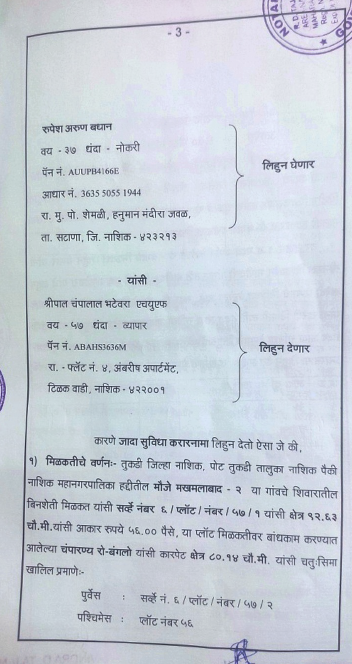 - 3 -
रुपेश अरुण बधान
वय - ३७ धंदा - नोकरी
पॅन नं. AUUPB4166E
आधार नं. 3635 5055 1944
रा. मु. पो. शेमळी, हनुमान मंदीरा जवळ,
ता. सटाणा, जि. नाशिक - ४२३२१३
लिहुन घेणार
- यांसी -
श्रीपाल चंपालाल भटेवरा एचयुएफ
वय - ५७ धंदा - व्यापार
पॅन नं. ABAHS3636M
रा. - फ्लॅट नं. ४, अंबरीष अपार्टमेंट,
टिळक वाडी, नाशिक - ४२२००१
लिहुन देणार
कारणे जादा सुविधा करारनामा लिहुन देतो ऐसा जे की,
१) मिळकतीचे वर्णनः- तुकडी जिल्हा नाशिक, पोट तुकडी तालुका नाशिक पैकी
नाशिक महानगरपालिका हद्दीतील मौजे मखमलाबाद - २ या गांवचे शिवारातील
बिनशेती मिळकत यांसी सर्व्हे नंबर ६ / प्लॉट / नंबर / ५७ / १ यांसी क्षेत्र ९२.६३
चौ.मी.यांसी आकार रुपये ५६.०० पैसे, या प्लॉट मिळकतीवर बांधकाम करण्यात
आलेल्या चंपारण्य रो-बंगलो यांसी कारपेट क्षेत्र ८०.१४ चौ.मी. यांसी चतुःसिमा
खालिल प्रमाणेः-
पुर्वेस : सर्व्हे नं. ६ / प्लॉट / नंबर / ५७ / २
पश्चिमेस : प्लॉट नंबर ५६